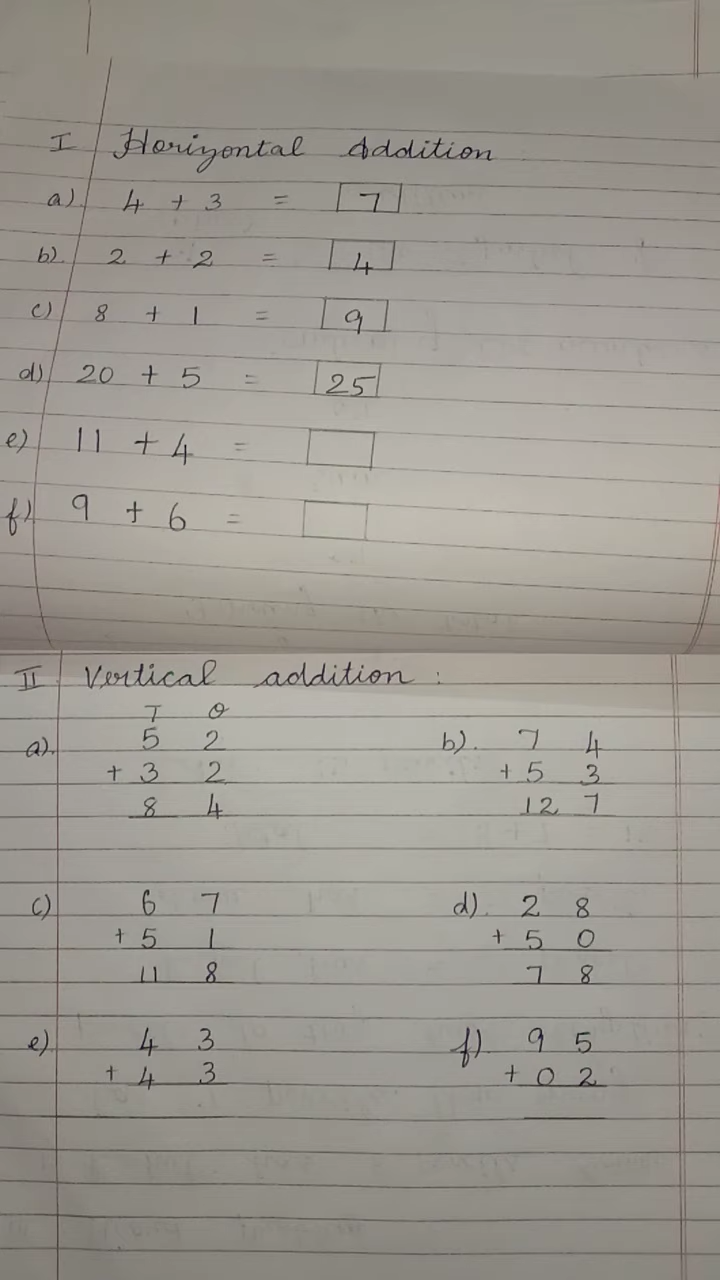 I Horizontal Addition
a) 4 + 3 = 7
b) 2 + 2 = 4
c) 8 + 1 = 9
d) 20 + 5 = 25
e) 11 + 4 =
f) 9 + 6 =
II Vertical addition :
T O
a). 5 2 b). 7 4
+ 3 2 + 5 3
8 4 12 7
c) 6 7 d). 2 8
+ 5 1 + 5 0
11 8 7 8
e) 4 3 f). 9 5
+ 4 3 + 0 2